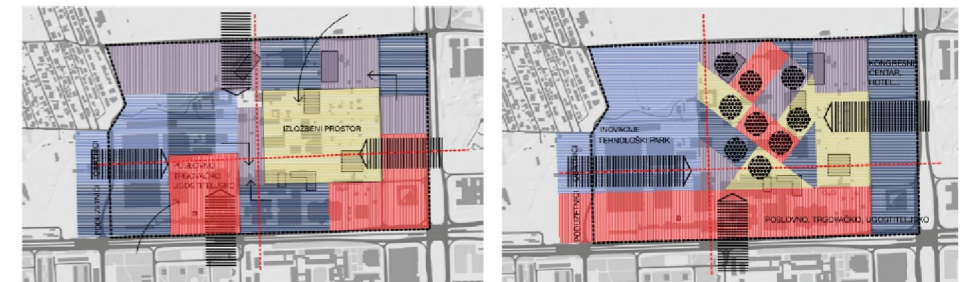 IZLOŽBENI PROSTOR
POSLOVNO
TRGOVAČKO
UGOSTITELJSKO
KONGRESNI
CENTAR,
HOTEL...
INOVACIJE
TEHNOLOŠKI PARK
POSLOVNO, TRGOVAČKO, UGOSTITELJSKO